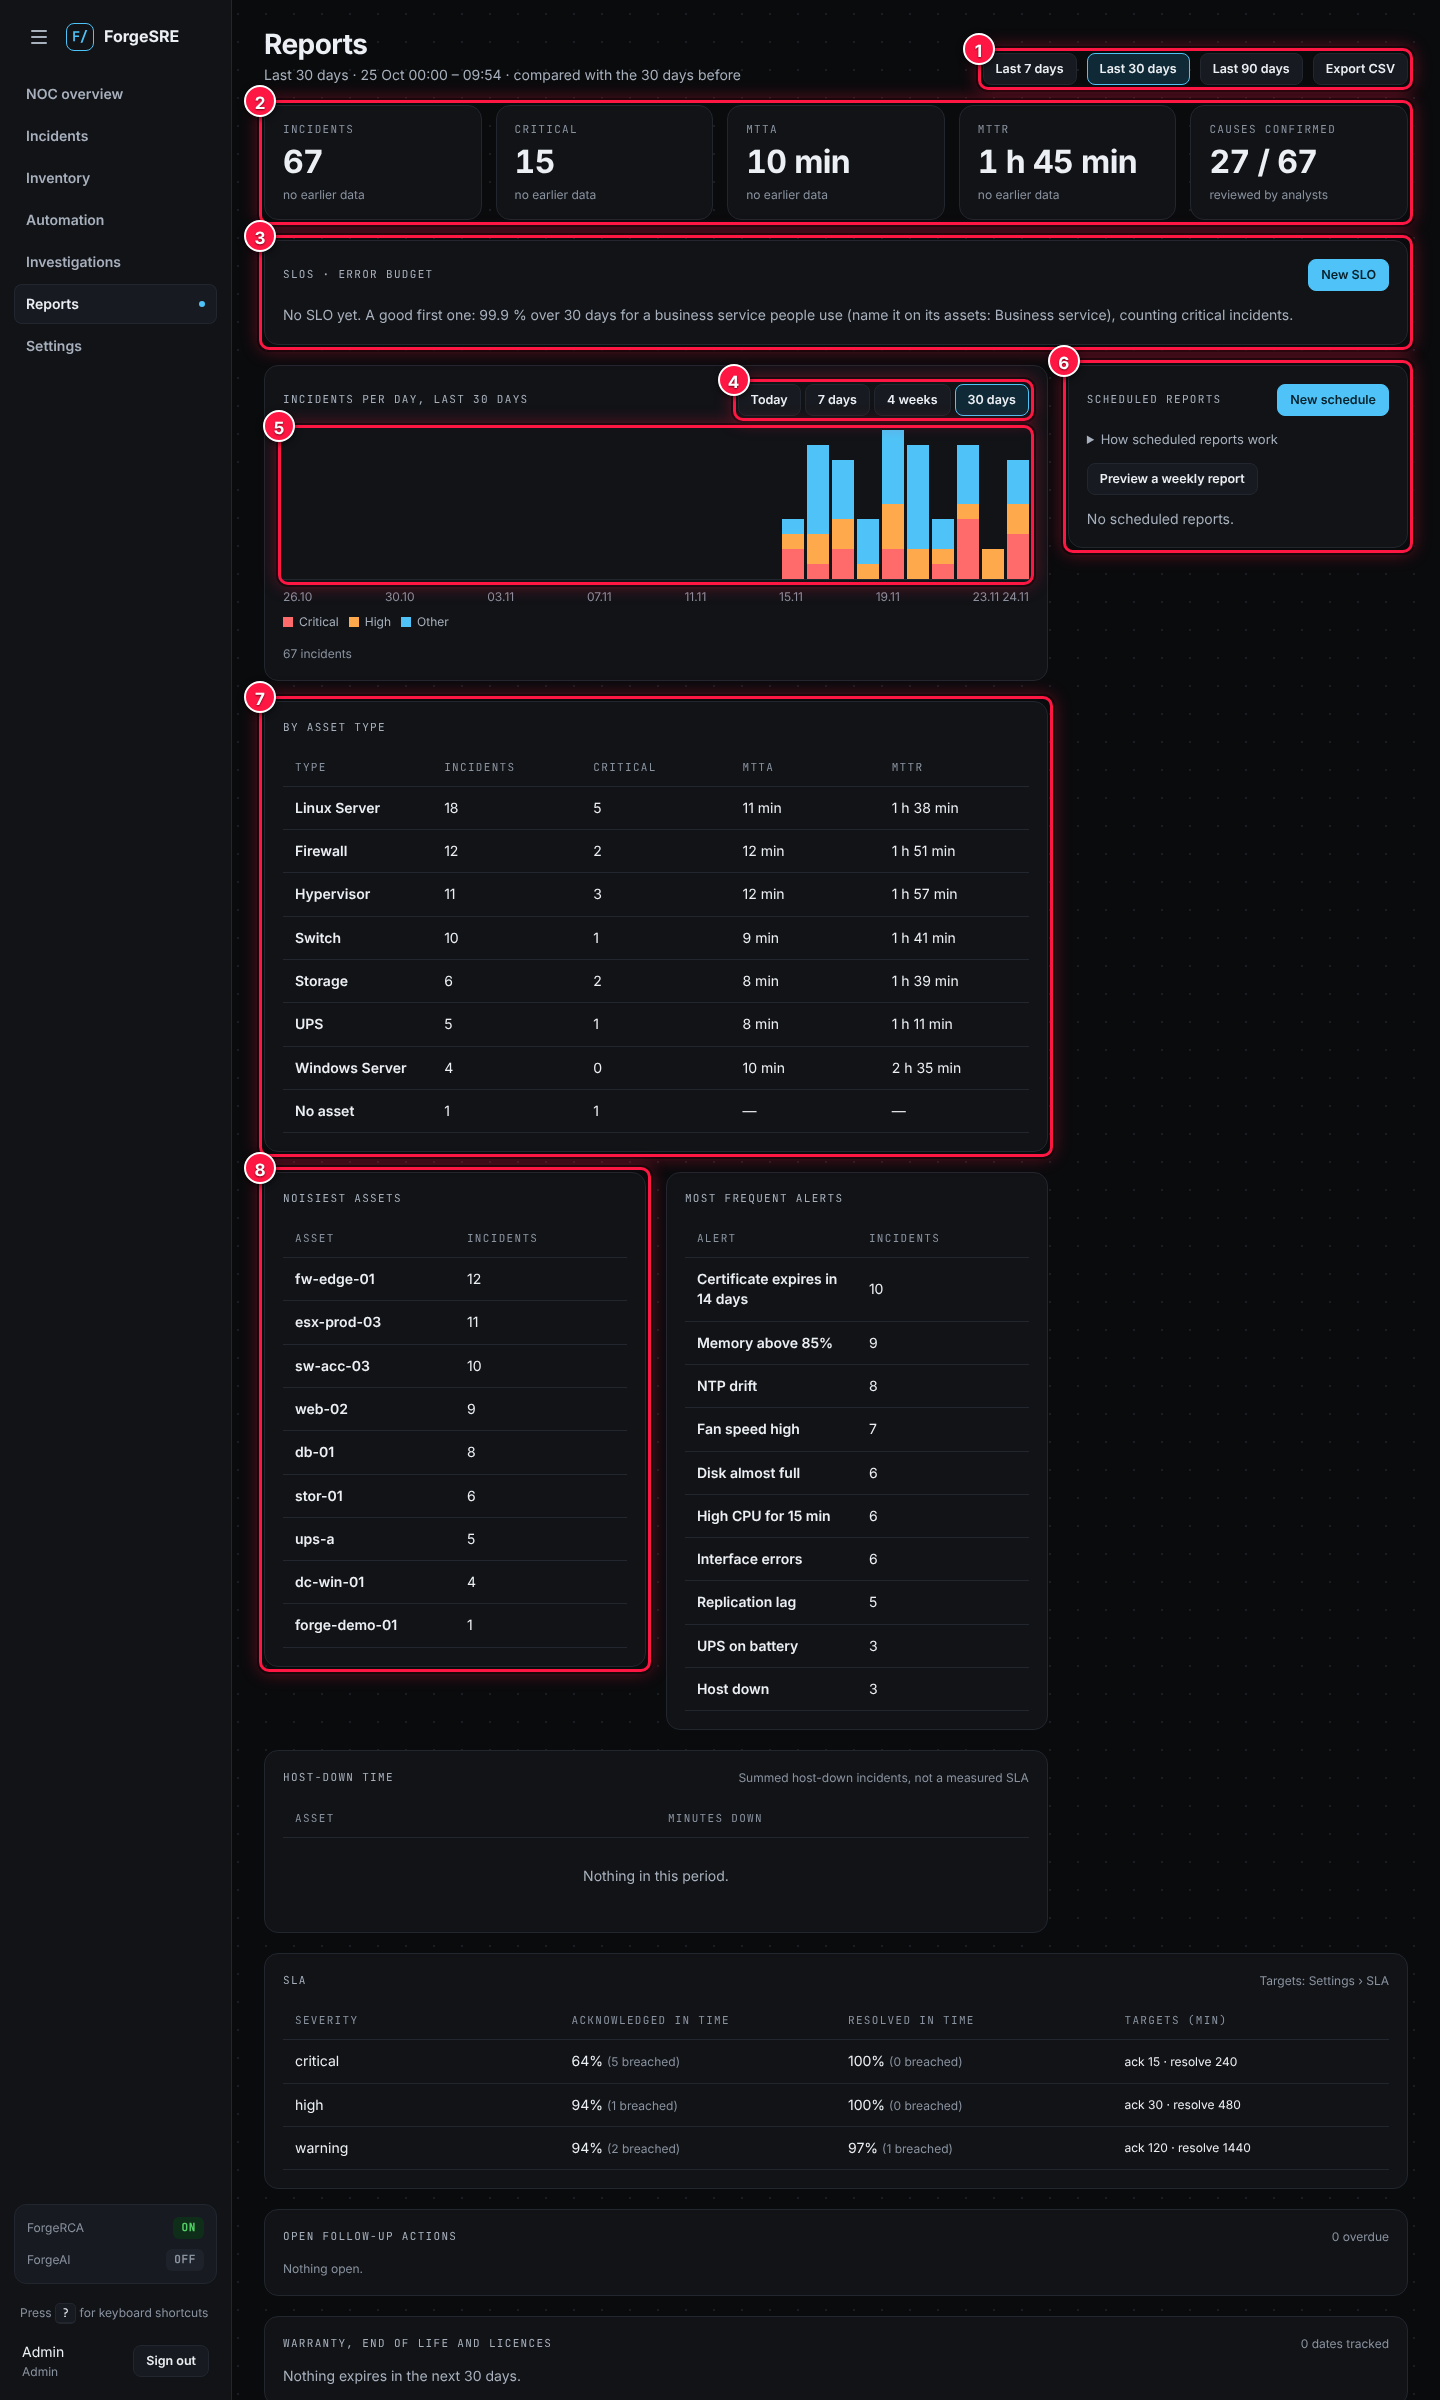 F/ ForgeSRE
NOC overview
Incidents
Inventory
Automation
Investigations
Reports
Settings
ForgeRCA ON
ForgeAI OFF
Press ? for keyboard shortcuts
Admin
Admin
Sign out
Reports
Last 30 days · 25 Oct 00:00 – 09:54 · compared with the 30 days before
1
Last 7 days Last 30 days Last 90 days Export CSV
2
INCIDENTS
67
no earlier data
CRITICAL
15
no earlier data
MTTA
10 min
no earlier data
MTTR
1 h 45 min
no earlier data
CAUSES CONFIRMED
27 / 67
reviewed by analysts
3
SLOS · ERROR BUDGET
New SLO
No SLO yet. A good first one: 99.9 % over 30 days for a business service people use (name it on its assets: Business service), counting critical incidents.
INCIDENTS PER DAY, LAST 30 DAYS
4
Today 7 days 4 weeks 30 days
5
26.10 30.10 03.11 07.11 11.11 15.11 19.11 23.11 24.11
Critical High Other
67 incidents
6
SCHEDULED REPORTS
New schedule
How scheduled reports work
Preview a weekly report
No scheduled reports.
7
BY ASSET TYPE
TYPE INCIDENTS CRITICAL MTTA MTTR
Linux Server 18 5 11 min 1 h 38 min
Firewall 12 2 12 min 1 h 51 min
Hypervisor 11 3 12 min 1 h 57 min
Switch 10 1 9 min 1 h 41 min
Storage 6 2 8 min 1 h 39 min
UPS 5 1 8 min 1 h 11 min
Windows Server 4 0 10 min 2 h 35 min
No asset 1 1 — —
8
NOISIEST ASSETS
ASSET INCIDENTS
fw-edge-01 12
esx-prod-03 11
sw-acc-03 10
web-02 9
db-01 8
stor-01 6
ups-a 5
dc-win-01 4
forge-demo-01 1
MOST FREQUENT ALERTS
ALERT INCIDENTS
Certificate expires in
14 days 10
Memory above 85% 9
NTP drift 8
Fan speed high 7
Disk almost full 6
High CPU for 15 min 6
Interface errors 6
Replication lag 5
UPS on battery 3
Host down 3
HOST-DOWN TIME
Summed host-down incidents, not a measured SLA
ASSET MINUTES DOWN
Nothing in this period.
SLA
Targets: Settings › SLA
SEVERITY ACKNOWLEDGED IN TIME RESOLVED IN TIME TARGETS (MIN)
critical 64% (5 breached) 100% (0 breached) ack 15 · resolve 240
high 94% (1 breached) 100% (0 breached) ack 30 · resolve 480
warning 94% (2 breached) 97% (1 breached) ack 120 · resolve 1440
OPEN FOLLOW-UP ACTIONS
0 overdue
Nothing open.
WARRANTY, END OF LIFE AND LICENCES
0 dates tracked
Nothing expires in the next 30 days.